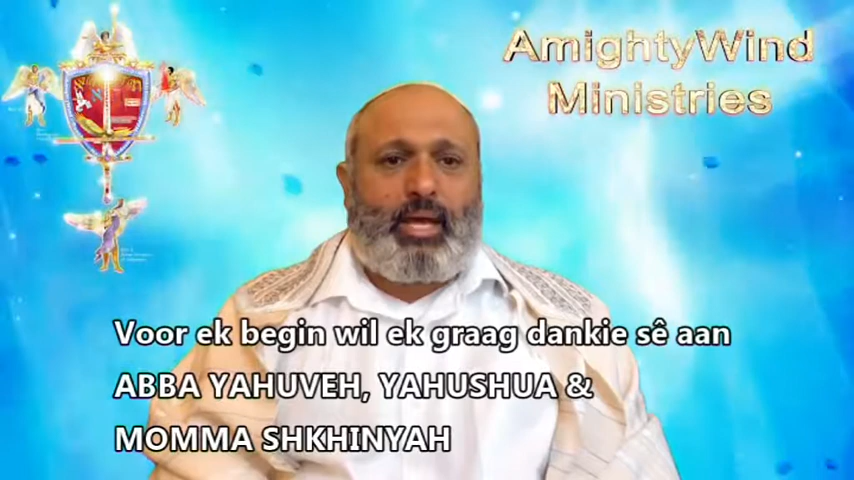 AmightyWind
Ministries
Voor ek begin wil ek graag dankie sê aan
ABBA YAHUVEH, YAHUSHUA &
MOMMA SHKHINYAH